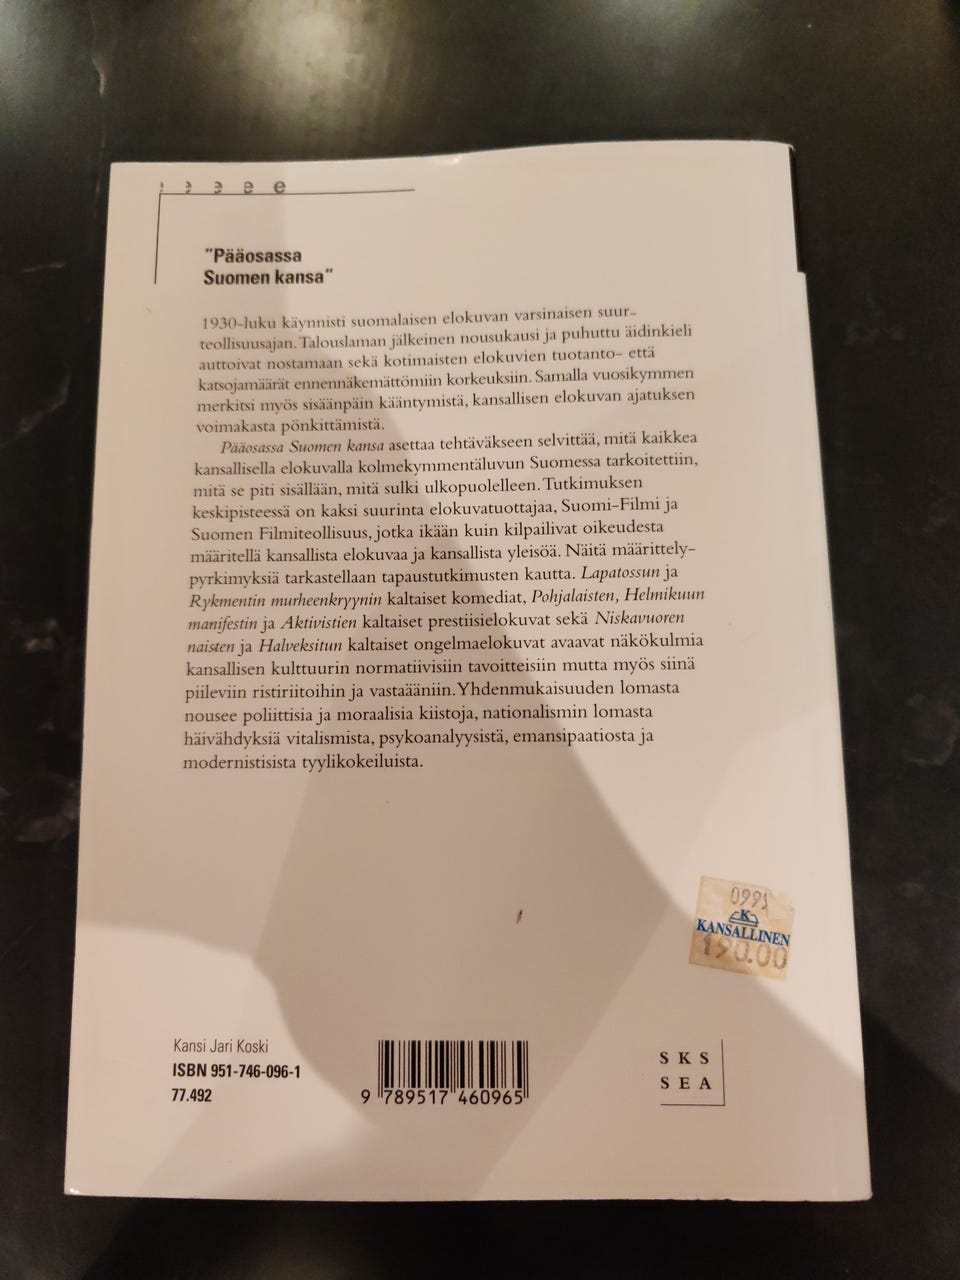 "Pääosassa
Suomen kansa"
1930-luku käynnisti suomalaisen elokuvan varsinaisen suur-
teollisuusajan. Talouslaman jälkeinen nousukausi ja puhuttu äidinkieli
auttoivat nostamaan sekä kotimaisten elokuvien tuotanto- että
katsojamäärät ennennäkemättömiin korkeuksiin. Samalla vuosikymmen
merkitsi myös sisäänpäin kääntymistä, kansallisen elokuvan ajatuksen
voimakasta pönkittämistä.
Pääosassa Suomen kansa asettaa tehtäväkseen selvittää, mitä kaikkea
kansallisella elokuvalla kolmekymmentäluvun Suomessa tarkoitettiin,
mitä se piti sisällään, mitä sulki ulkopuolelleen. Tutkimuksen
keskipisteessä on kaksi suurinta elokuvatuottajaa, Suomi-Filmi ja
Suomen Filmiteollisuus, jotka ikään kuin kilpailivat oikeudesta
määritellä kansallista elokuvaa ja kansallista yleisöä. Näitä määrittely-
pyrkimyksiä tarkastellaan tapaustutkimusten kautta. Lapatossun ja
Rykmentin murheenkryynin kaltaiset komediat, Pohjalaisten, Helmikuun
manifestin ja Aktivistien kaltaiset prestiisielokuvat sekä Niskavuoren
naisten ja Halveksitun kaltaiset ongelmaelokuvat avaavat näkökulmia
kansallisen kulttuurin normatiivisiin tavoitteisiin mutta myös siinä
piileviin ristiriitoihin ja vastaääniin. Yhdenmukaisuuden lomasta
nousee poliittisia ja moraalisia kiistoja, nationalismin lomasta
häivähdyksiä vitalismista, psykoanalyysistä, emansipaatiosta ja
modernistisista tyylikokeiluista.
K
KANSALLINEN
190.00
Kansi Jari Koski
ISBN 951-746-096-1
77.492
9 789517 460965
SKS
SEA